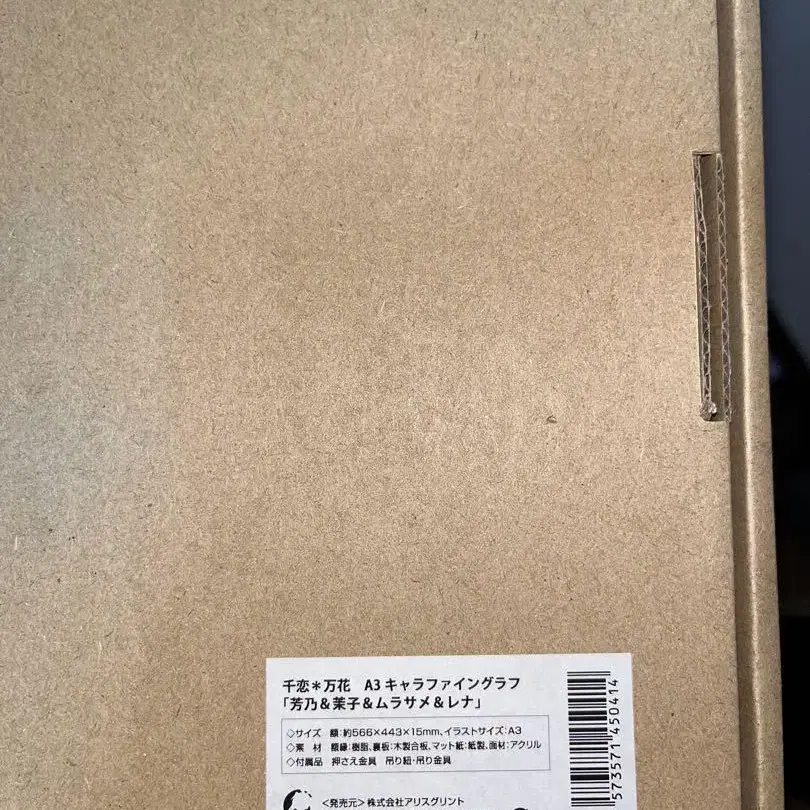 千恋＊万花　A3 キャラファイングラフ
「芳乃＆茉子＆ムラサメ＆レナ」
◇サイズ　額:約566×443×15mm、イラストサイズ:A3
◇素　材　額縁:樹脂、裏板:木製合板、マット紙:紙製、面材:アクリル
◇付属品　押さえ金具　吊り紐・吊り金具
＜発売元＞株式会社アリスグリント
573571 450414